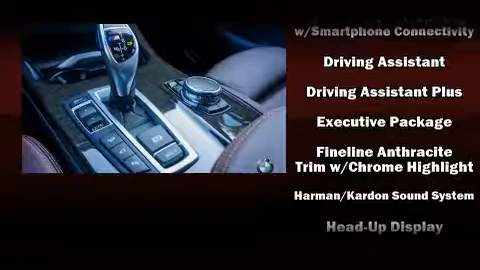 w/Smartphone Connectivity
Driving Assistant
Driving Assistant Plus
Executive Package
Fineline Anthracite
Trim w/Chrome Highlight
Harman/Kardon Sound System
Head-Up Display